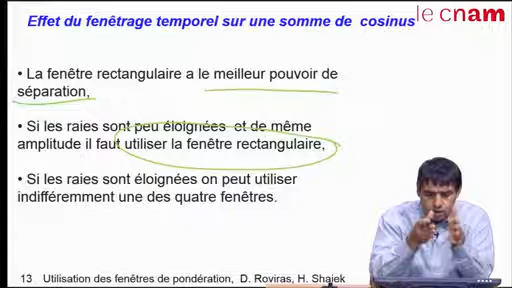 Effet du fenêtrage temporel sur une somme de cosinus
le cnam
• La fenêtre rectangulaire a le meilleur pouvoir de
séparation,
• Si les raies sont peu éloignées et de même
amplitude il faut utiliser la fenêtre rectangulaire,
• Si les raies sont éloignées on peut utiliser
indifféremment une des quatre fenêtres.
13 Utilisation des fenêtres de pondération, D. Roviras, H. Shajek